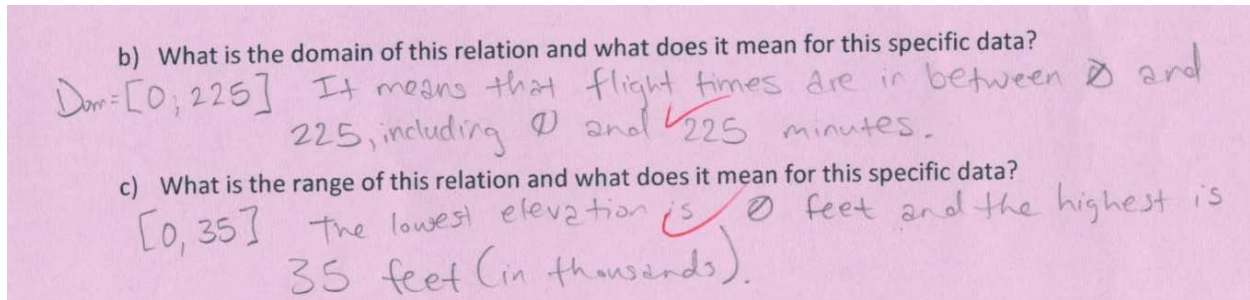 b) What is the domain of this relation and what does it mean for this specific data?
Dom=[0, 225] It means that flight times are in between 0 and
225, including 0 and 225 minutes.
c) What is the range of this relation and what does it mean for this specific data?
[0, 35] The lowest elevation is 0 feet and the highest is
35 feet (in thousands).